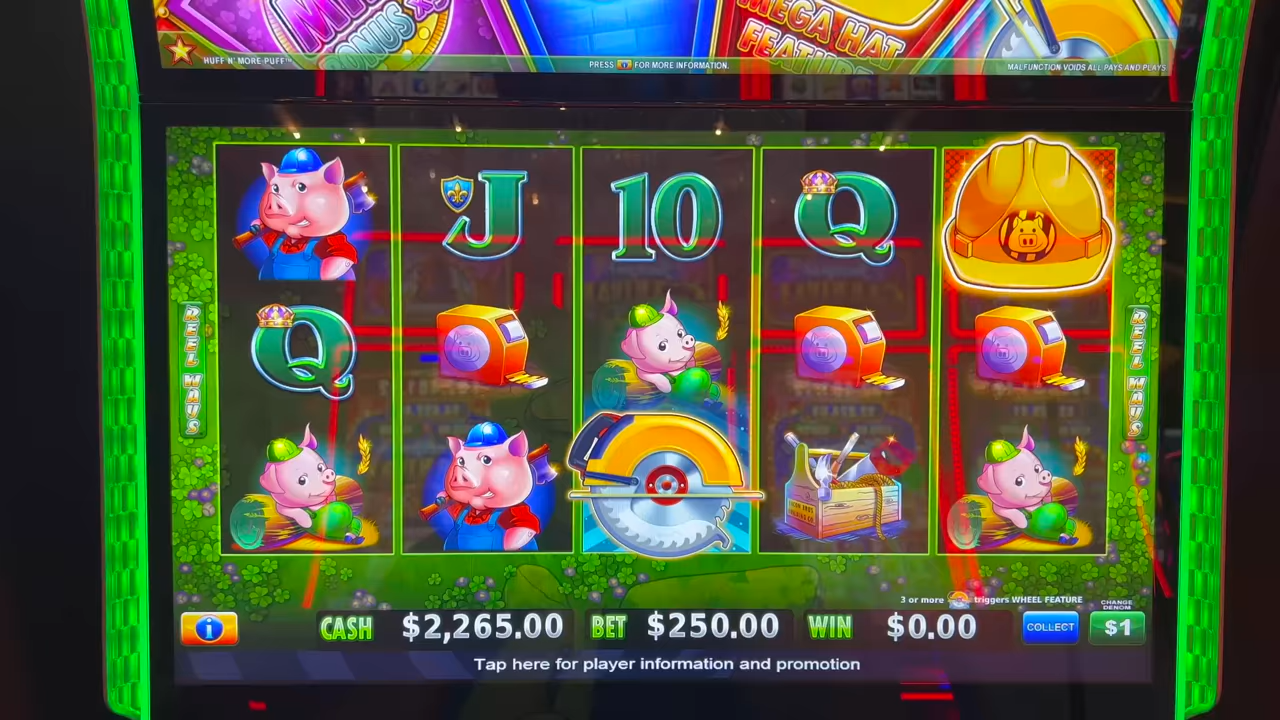 BONUS
MEGA HAT
HUFF N' MORE PUFF™
PRESS i FOR MORE INFORMATION.
MALFUNCTION VOIDS ALL PAYS AND PLAYS
J
10
Q
REEL WAYS
Q
REEL WAYS
3 or more triggers WHEEL FEATURE
CASH $2,265.00 BET $250.00 WIN $0.00
COLLECT
CHANGE
DENOM
$1
Tap here for player information and promotion